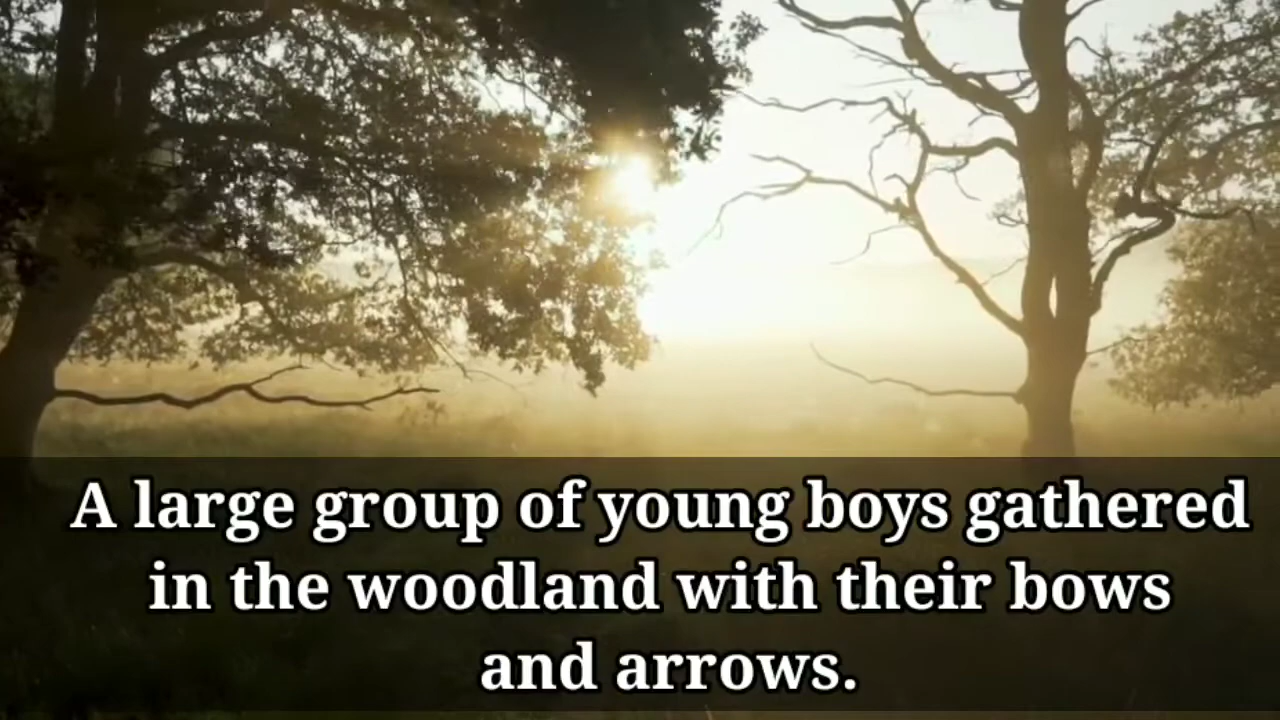 A large group of young boys gathered
in the woodland with their bows
and arrows.